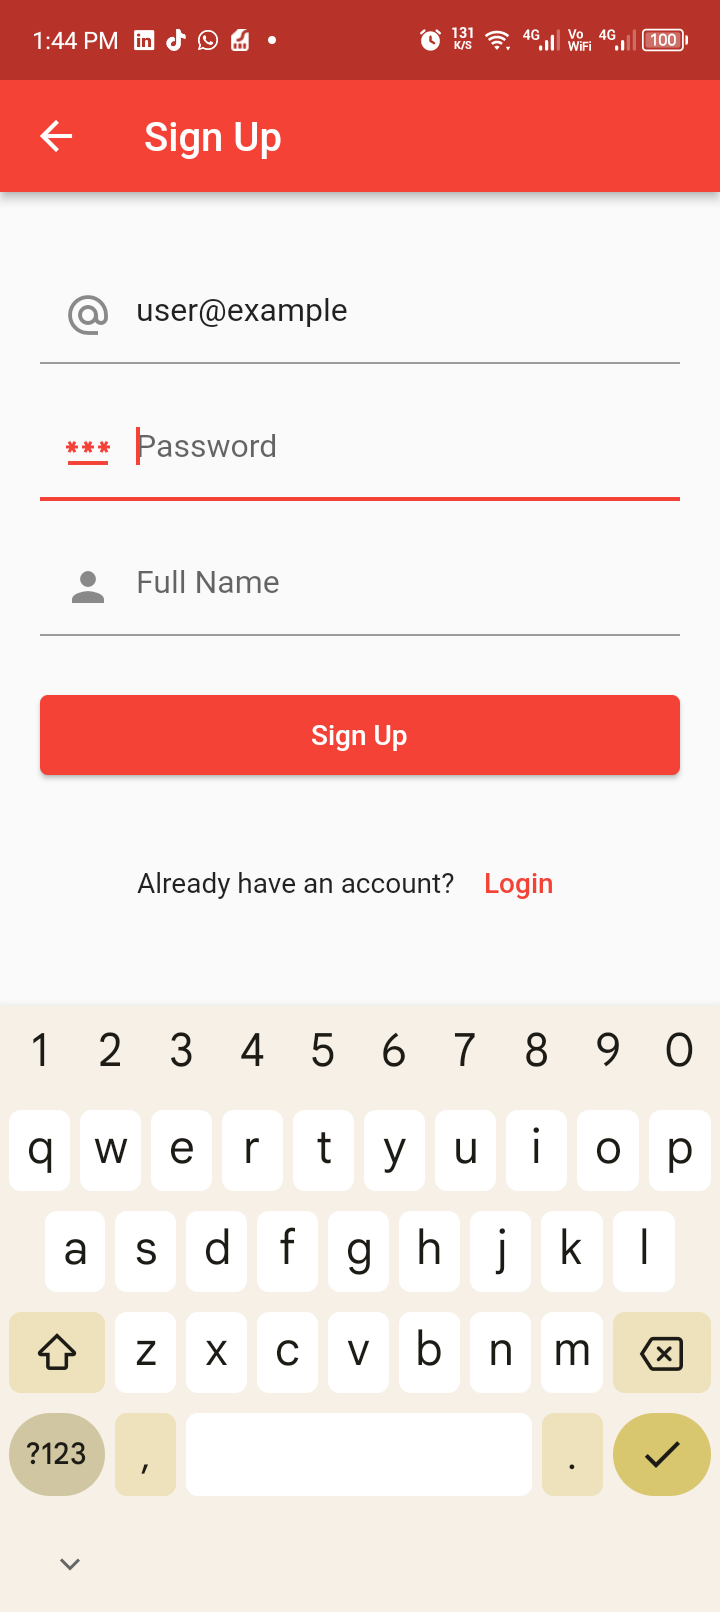 1:44 PM 131 K/S 4G Vo WiFi 4G 100
Sign Up
user@example
Password
Full Name
Sign Up
Already have an account? Login
1 2 3 4 5 6 7 8 9 0
q w e r t y u i o p
a s d f g h j k l
z x c v b n m
?123 , .